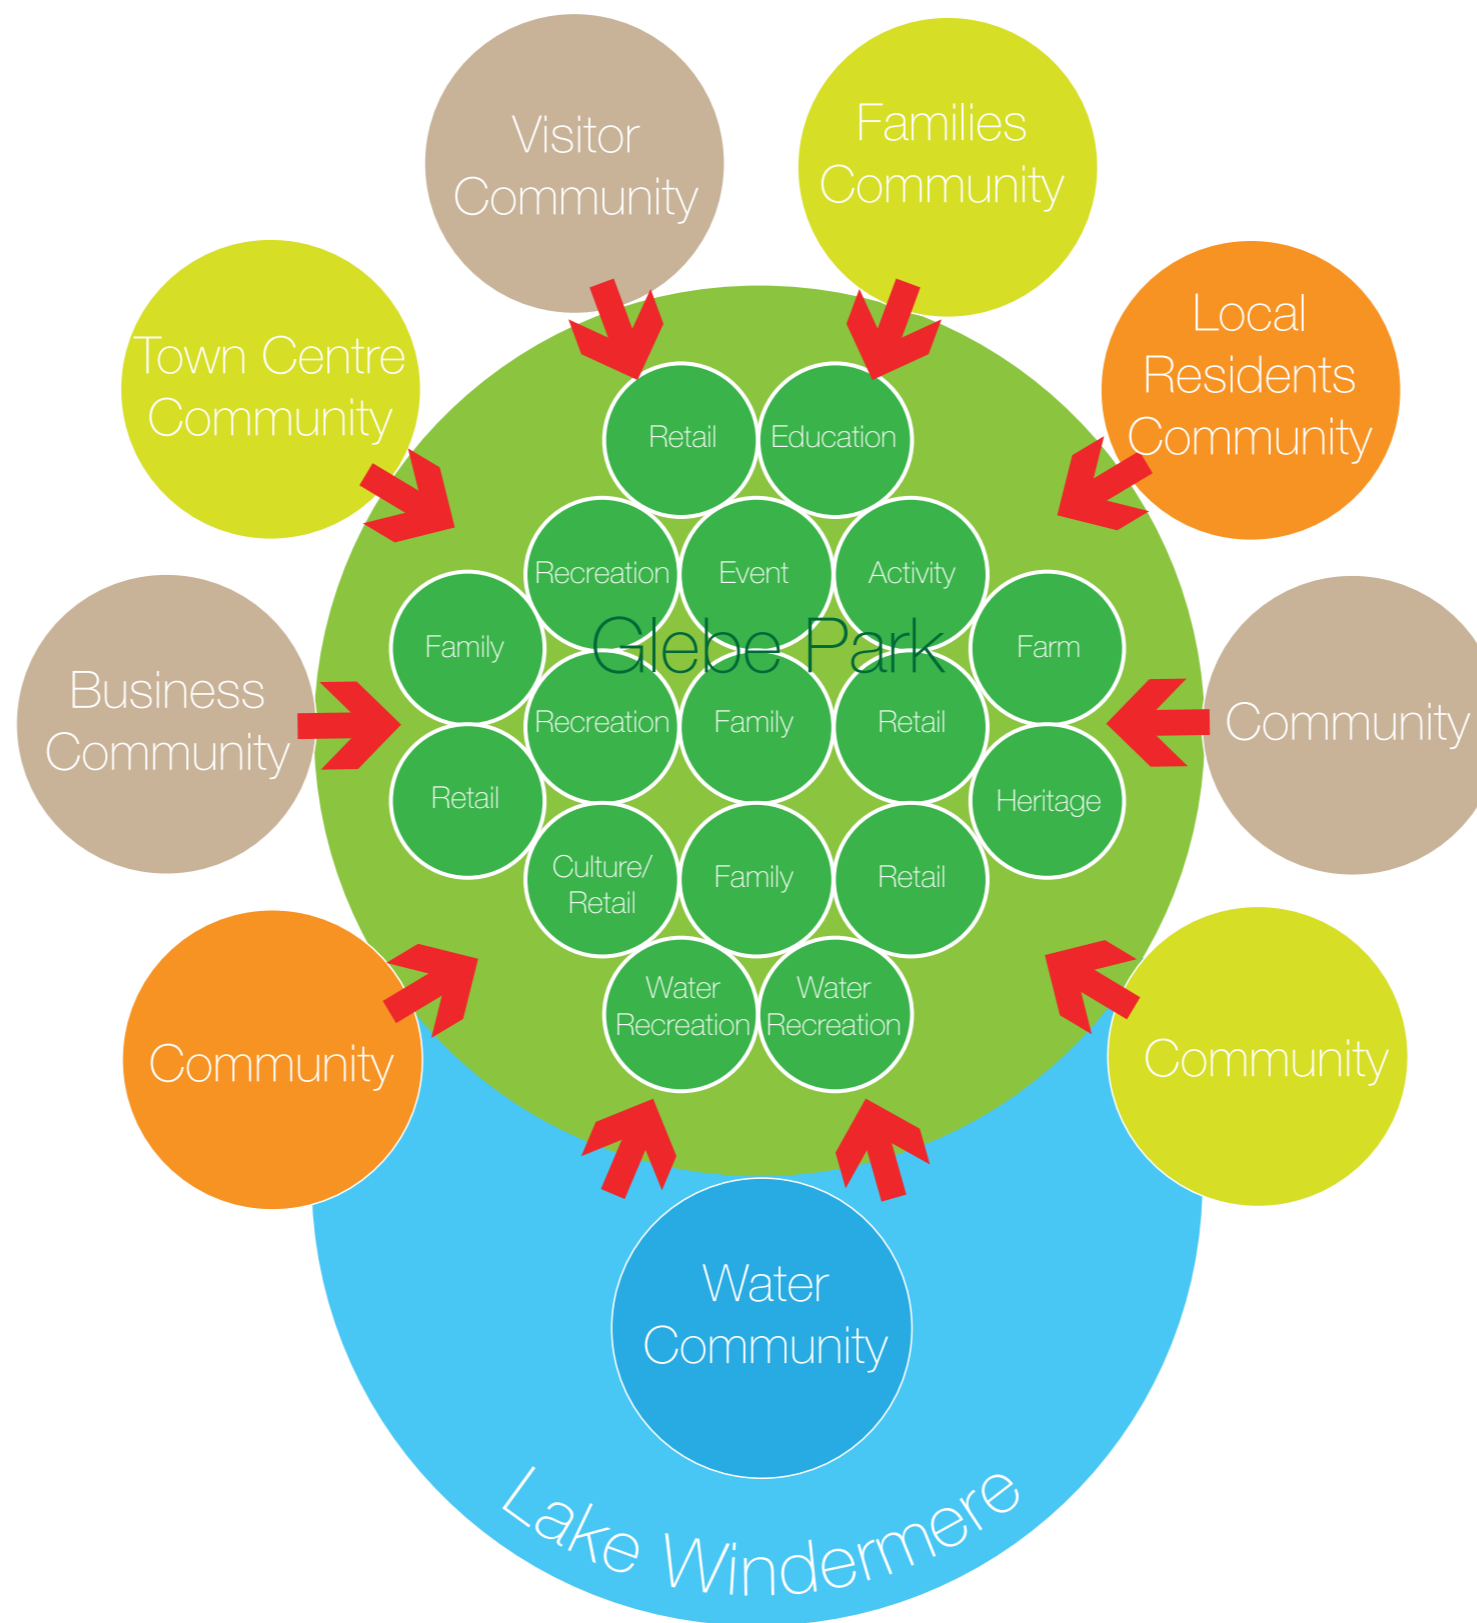 Visitor
Community
Families
Community
Town Centre
Community
Local
Residents
Community
Retail
Education
Recreation
Event
Activity
Glebe Park
Family
Farm
Business
Community
Recreation
Family
Retail
Community
Retail
Heritage
Culture/
Retail
Family
Retail
Water
Recreation
Water
Recreation
Community
Community
Water
Community
Lake Windermere